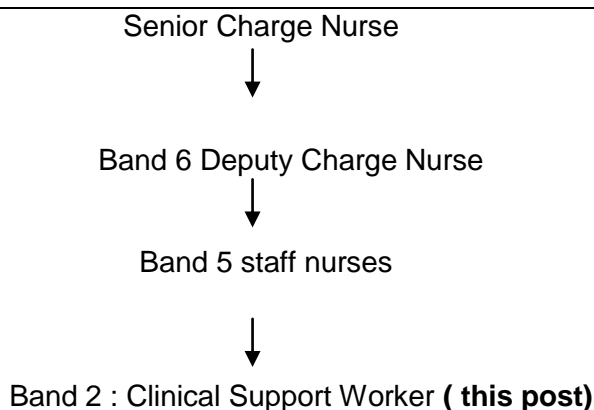 Senior Charge Nurse
Band 6 Deputy Charge Nurse
Band 5 staff nurses
Band 2 : Clinical Support Worker ( this post)